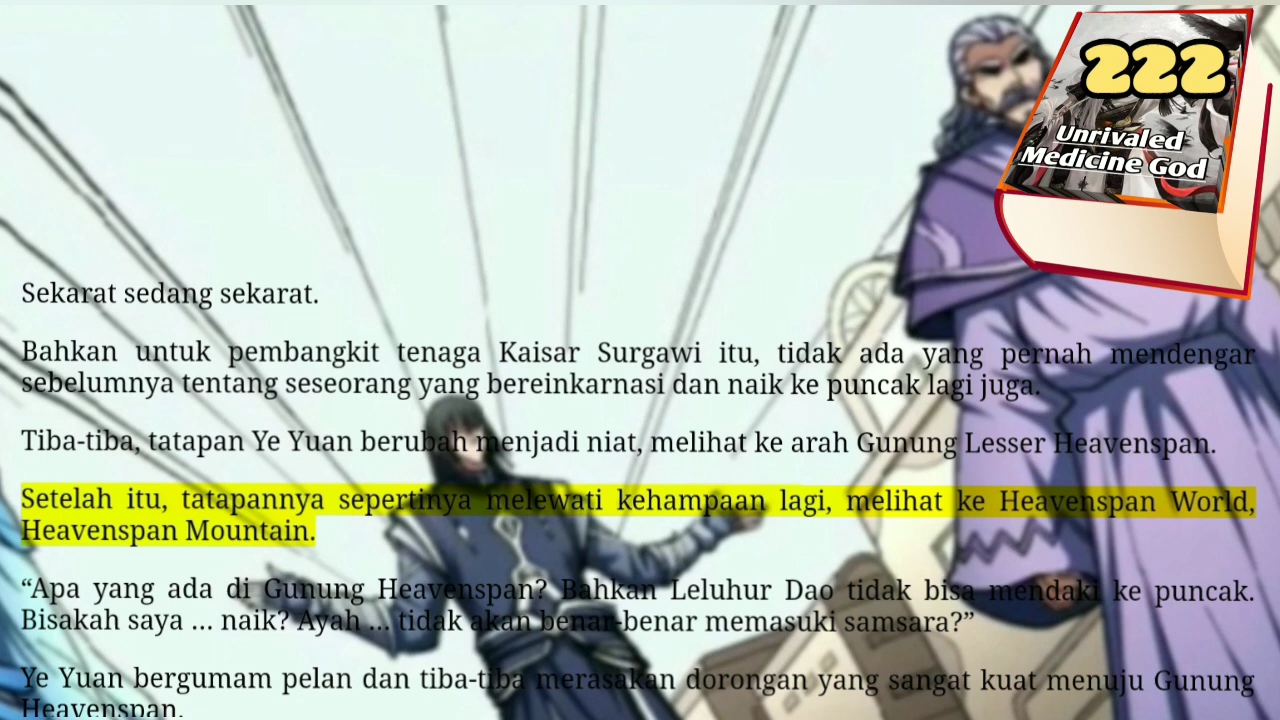 222
Unrivaled
Medicine God
Sekarat sedang sekarat.
Bahkan untuk pembangkit tenaga Kaisar Surgawi itu, tidak ada yang pernah mendengar
sebelumnya tentang seseorang yang bereinkarnasi dan naik ke puncak lagi juga.
Tiba-tiba, tatapan Ye Yuan berubah menjadi niat, melihat ke arah Gunung Lesser Heavenspan.
Setelah itu, tatapannya sepertinya melewati kehampaan lagi, melihat ke Heavenspan World,
Heavenspan Mountain.
“Apa yang ada di Gunung Heavenspan? Bahkan Leluhur Dao tidak bisa mendaki ke puncak.
Bisakah saya ... naik? Ayah ... tidak akan benar-benar memasuki samsara?”
Ye Yuan bergumam pelan dan tiba-tiba merasakan dorongan yang sangat kuat menuju Gunung
Heavenspan.